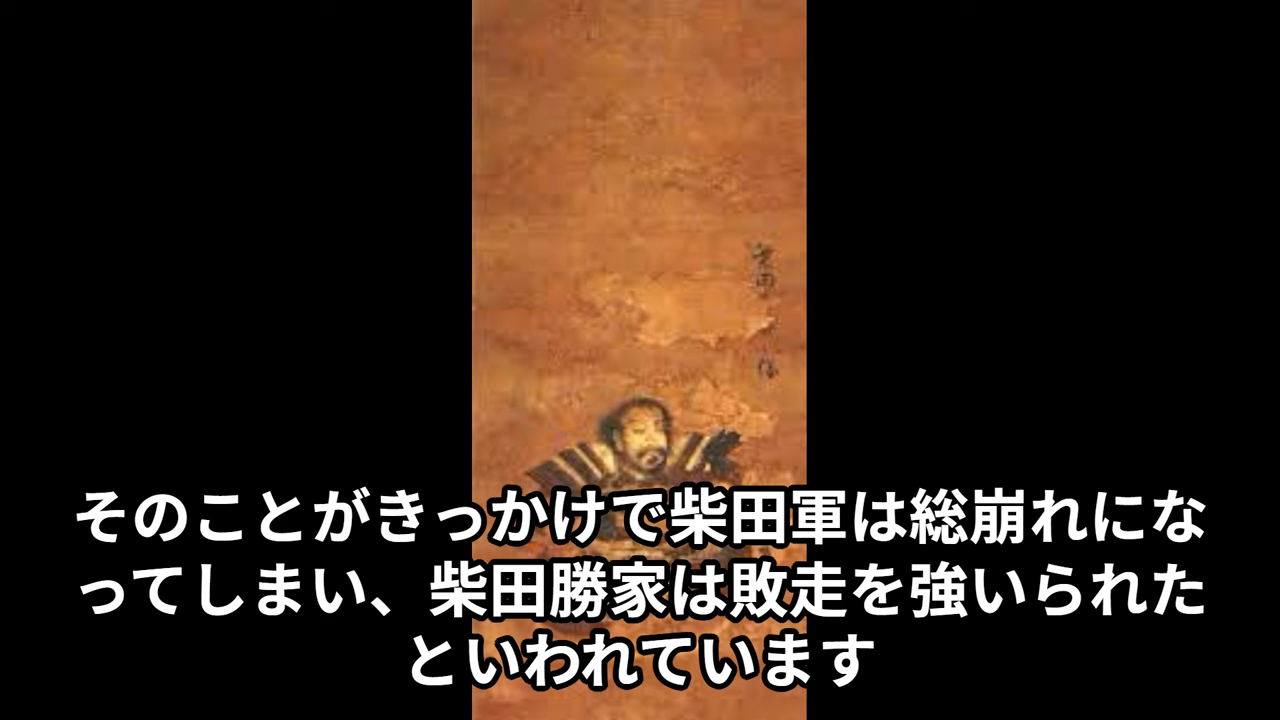 そのことがきっかけで柴田軍は総崩れにな
ってしまい、柴田勝家は敗走を強いられた
といわれています